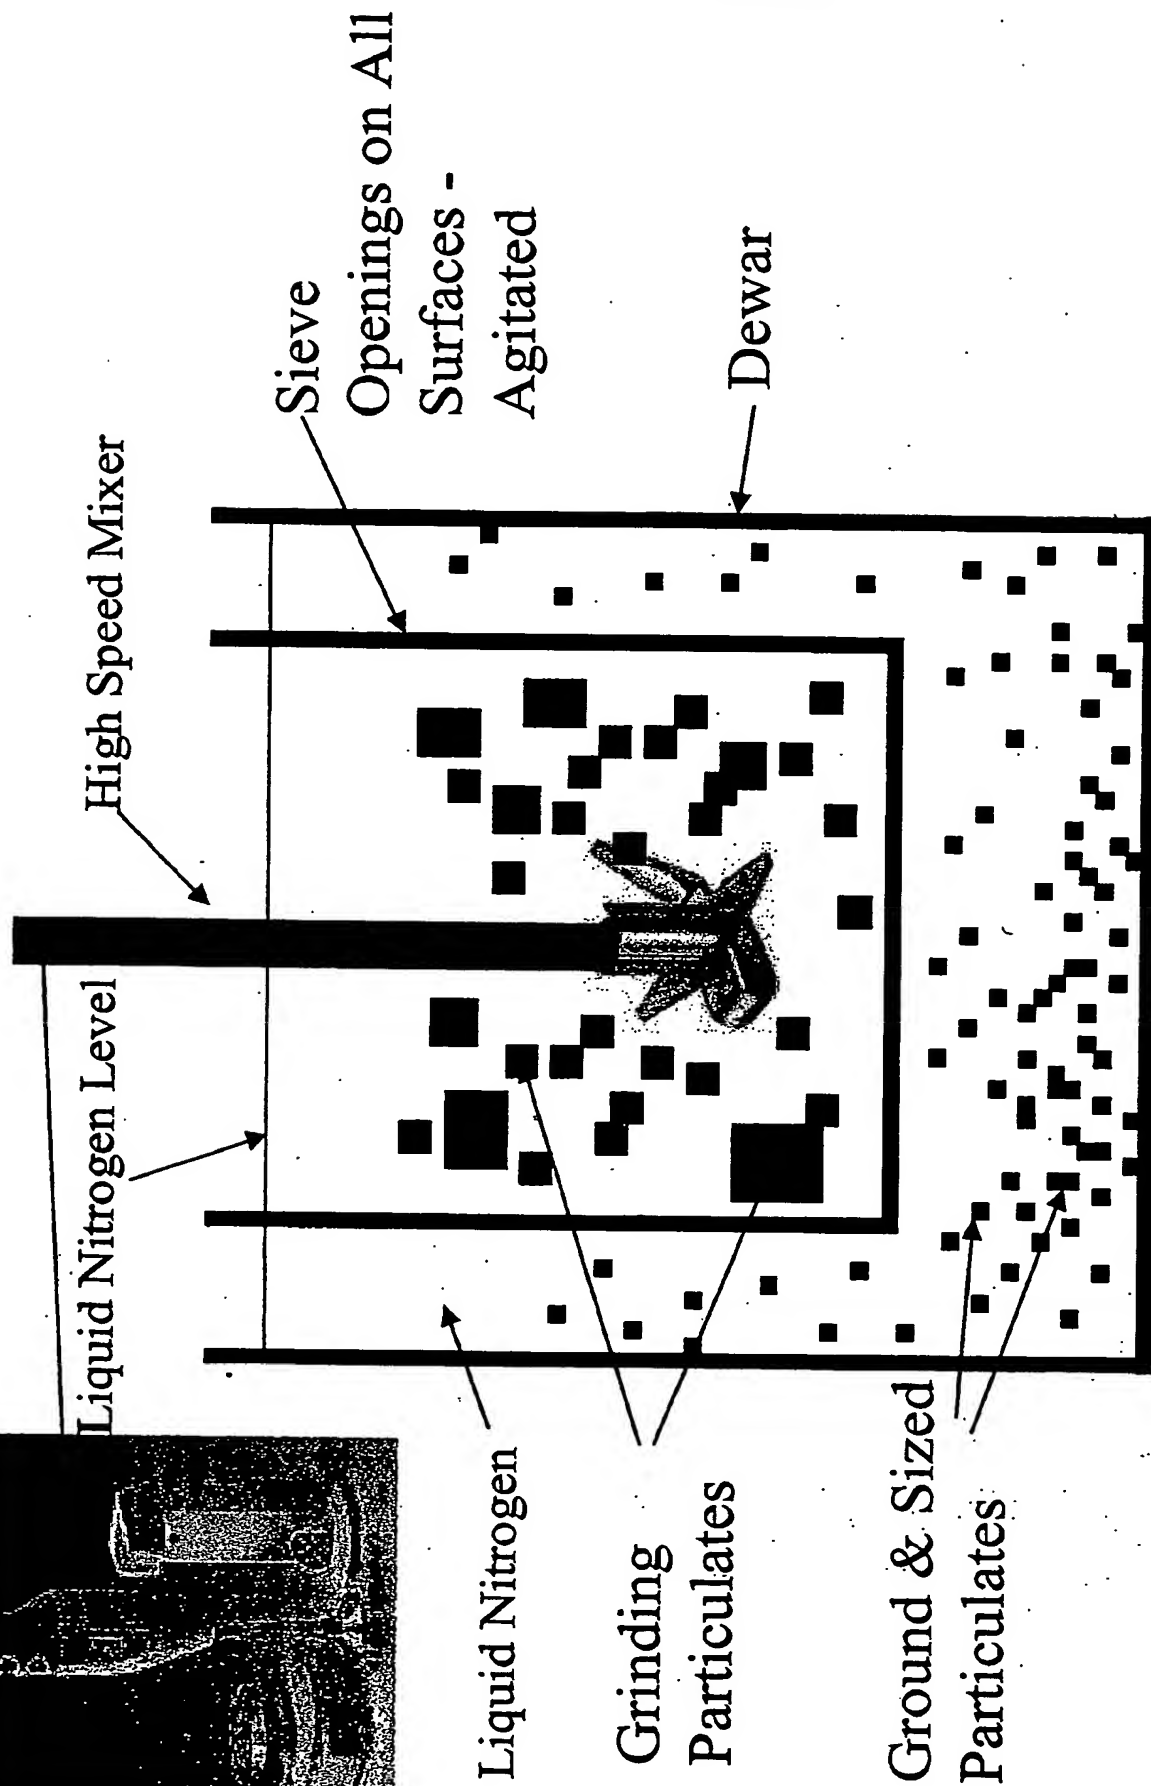 High Speed Mixer
Liquid Nitrogen Level
Sieve
Openings on All
Surfaces -
Agitated
Dewar
Liquid Nitrogen
Grinding
Particulates
Ground & Sized
Particulates